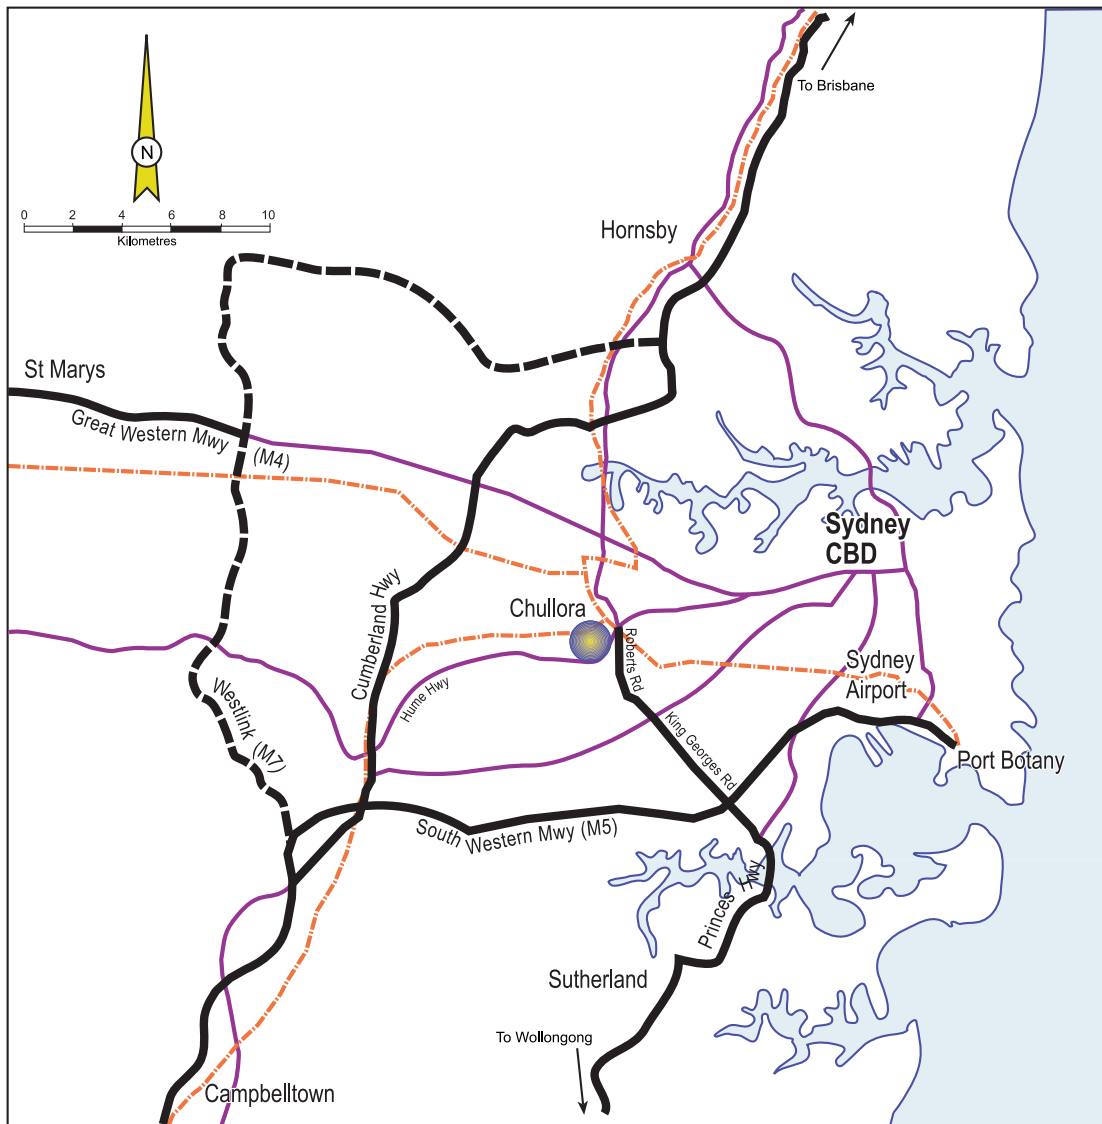 To Brisbane
N
0 2 4 6 8 10
Kilometres
Hornsby
St Marys
Great Western Mwy (M4)
Sydney
CBD
Cumberland Hwy
Chullora
Roberts Rd
Hume Hwy
Sydney
Airport
Westlink (M7)
King Georges Rd
Port Botany
South Western Mwy (M5)
Princes Hwy
Sutherland
To Wollongong
Campbelltown